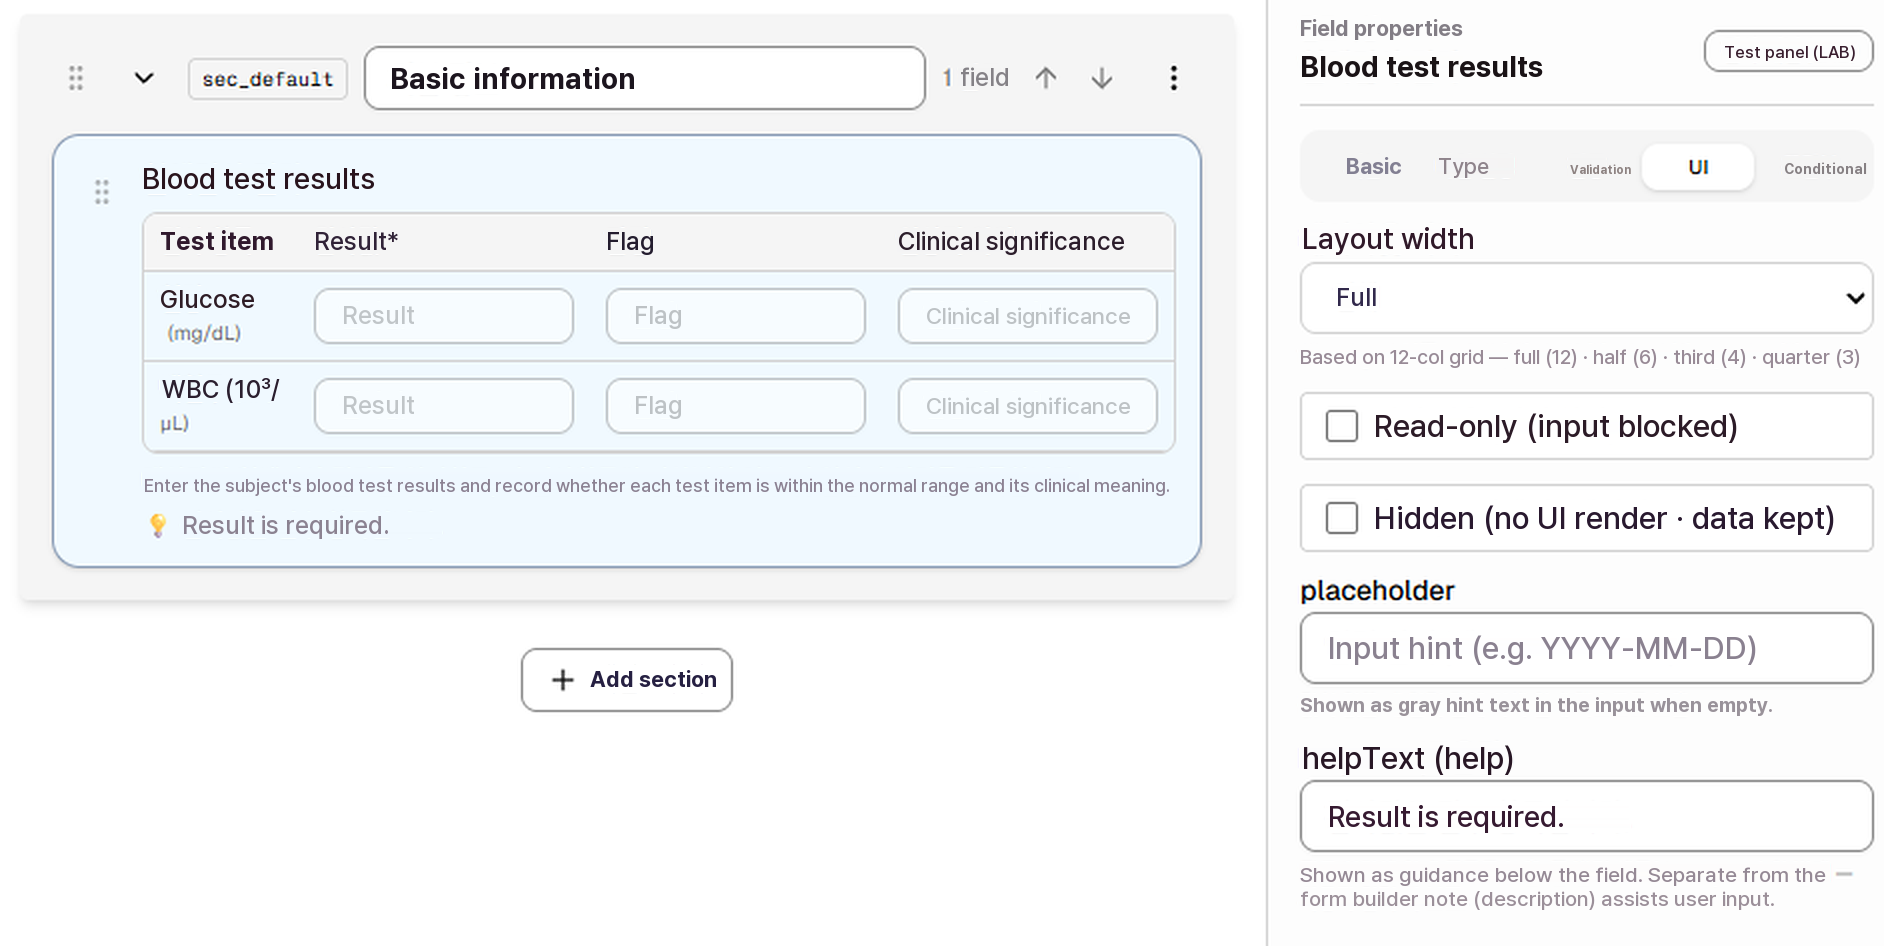 sec_default
Basic information
1 field
Blood test results
Test item Result* Flag Clinical significance
Glucose
(mg/dL)
Result Flag Clinical significance
WBC (10³/
µL)
Result Flag Clinical significance
Enter the subject's blood test results and record whether each test item is within the normal range and its clinical meaning.
Result is required.
Add section
Field properties
Blood test results
Test panel (LAB)
Basic Type Validation UI Conditional
Layout width
Full
Based on 12-col grid — full (12) · half (6) · third (4) · quarter (3)
Read-only (input blocked)
Hidden (no UI render · data kept)
placeholder
Input hint (e.g. YYYY-MM-DD)
Shown as gray hint text in the input when empty.
helpText (help)
Result is required.
Shown as guidance below the field. Separate from the —
form builder note (description) assists user input.